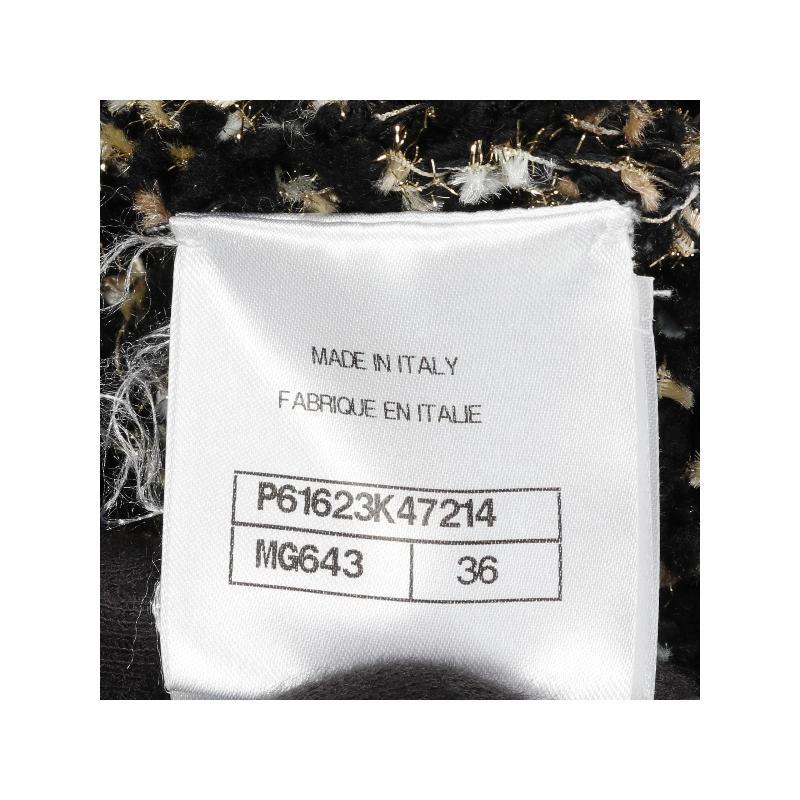 MADE IN ITALY
FABRIQUE EN ITALIE
P61623K47214
MG643 36